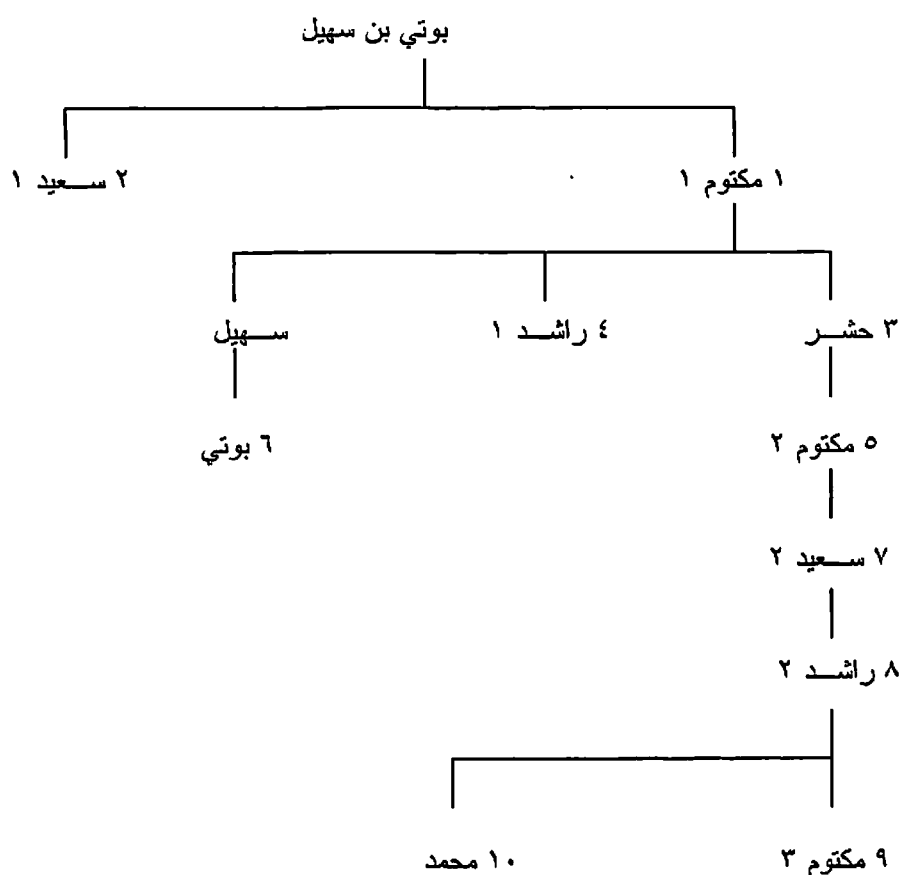 بوتي بن سهيل
١ مكتوم ١
٢ سعيد ١
٣ حشر
٤ راشد ١
سهيل
٥ مكتوم ٢
٦ بوتي
٧ سعيد ٢
٨ راشد ٢
٩ مكتوم ٣
١٠ محمد